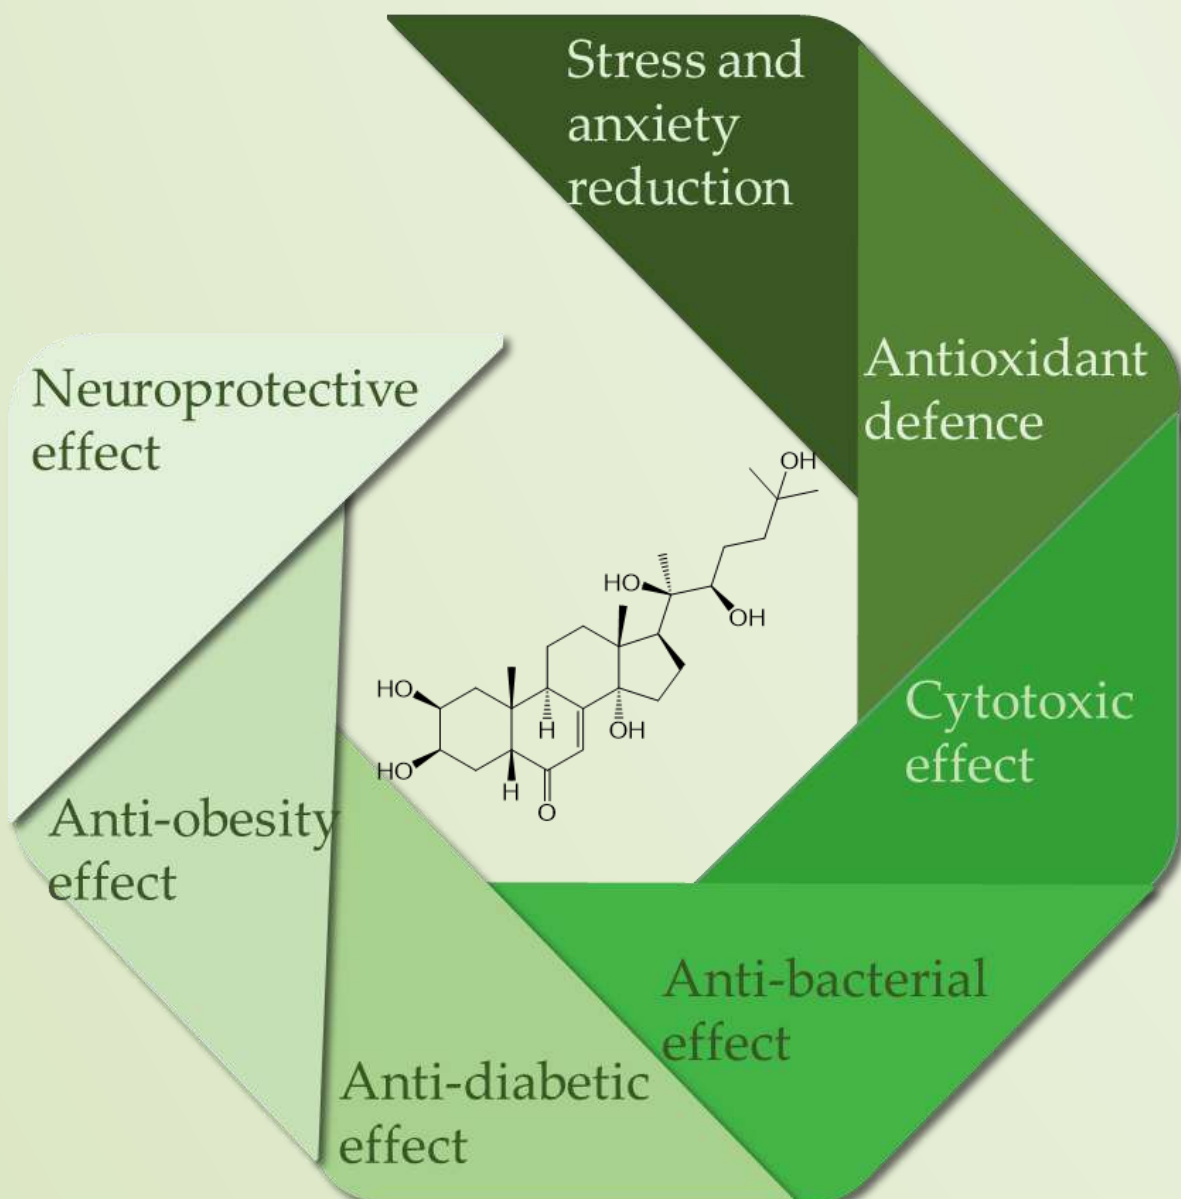 Stress and
anxiety
reduction
Antioxidant
defence
Cytotoxic
effect
Anti-bacterial
effect
Anti-diabetic
effect
Anti-obesity
effect
Neuroprotective
effect
OH
HO
OH
HO
H
OH
HO
H
O